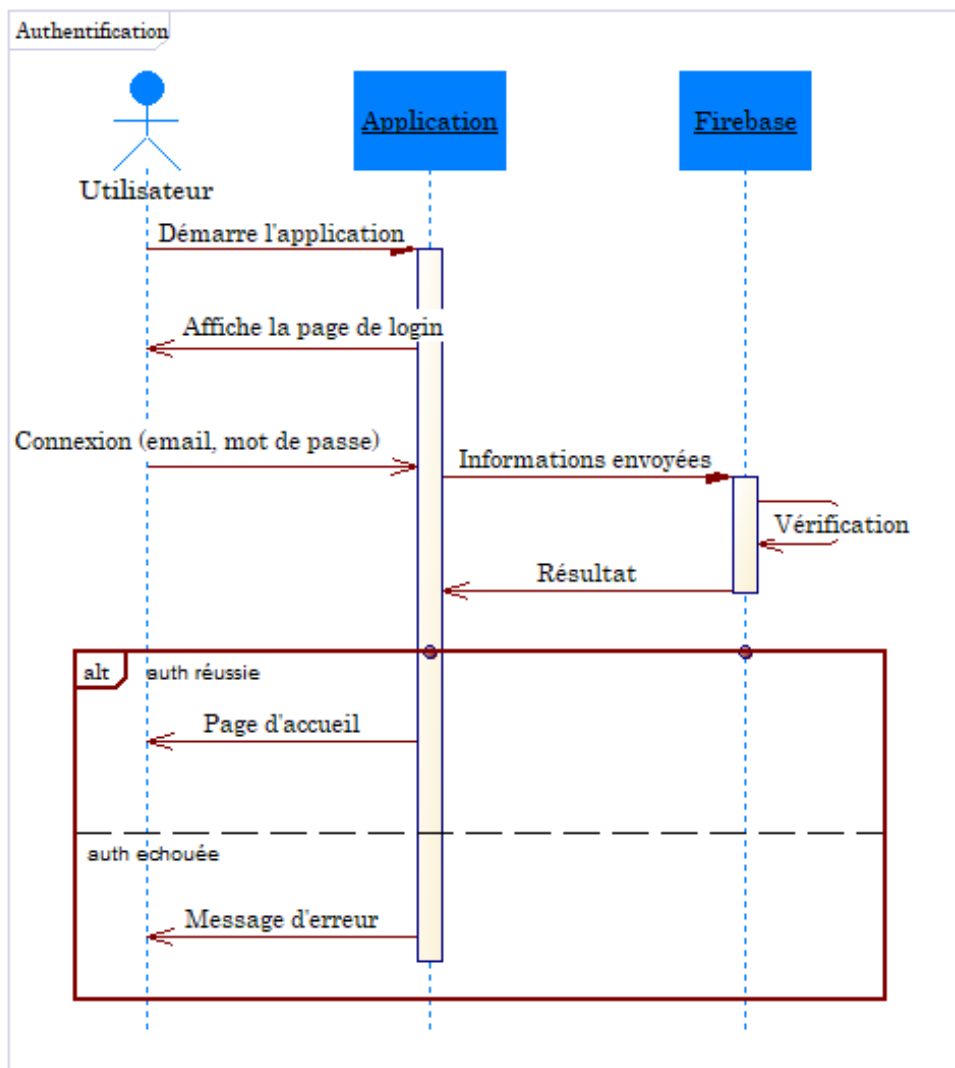 Authentification
Application
Firebase
Utilisateur
Démarre l'application
Affiche la page de login
Connexion (email, mot de passe)
Informations envoyées
Vérification
Résultat
alt
auth réussie
Page d'accueil
auth echouée
Message d'erreur